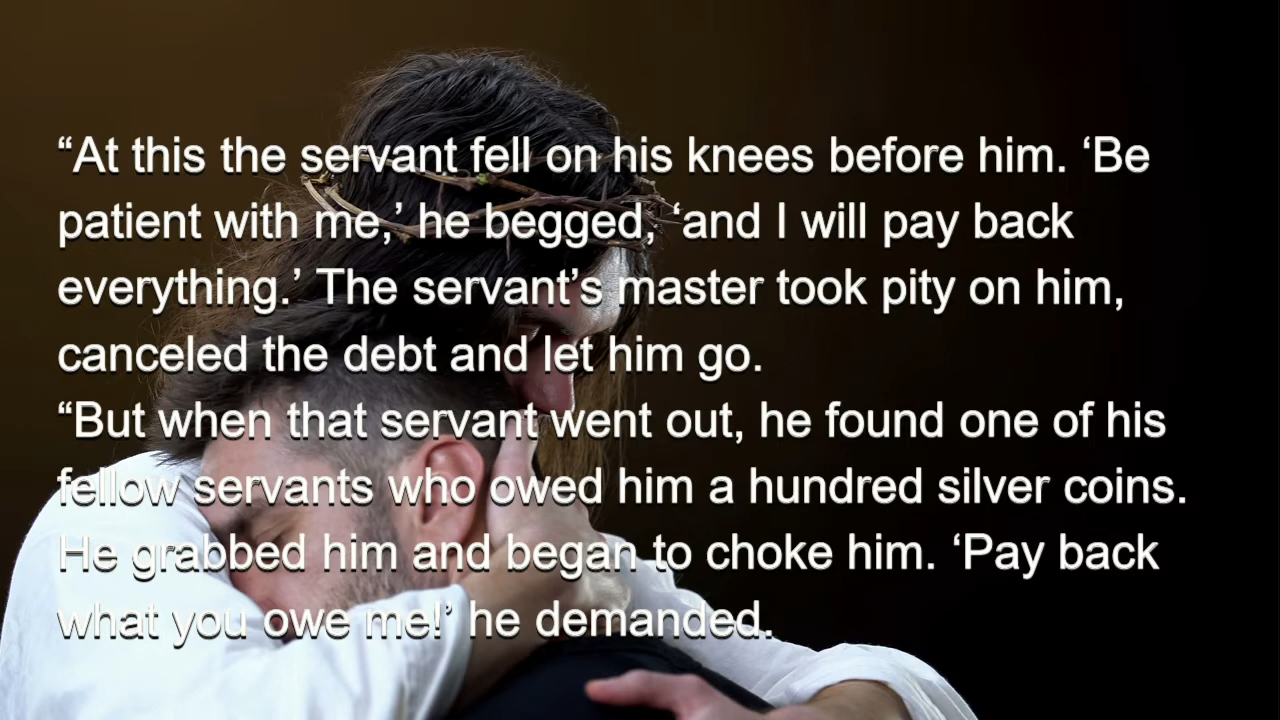 “At this the servant fell on his knees before him. ‘Be
patient with me,’ he begged, ‘and I will pay back
everything.’ The servant’s master took pity on him,
canceled the debt and let him go.
“But when that servant went out, he found one of his
fellow servants who owed him a hundred silver coins.
He grabbed him and began to choke him. ‘Pay back
what you owe me!’ he demanded.